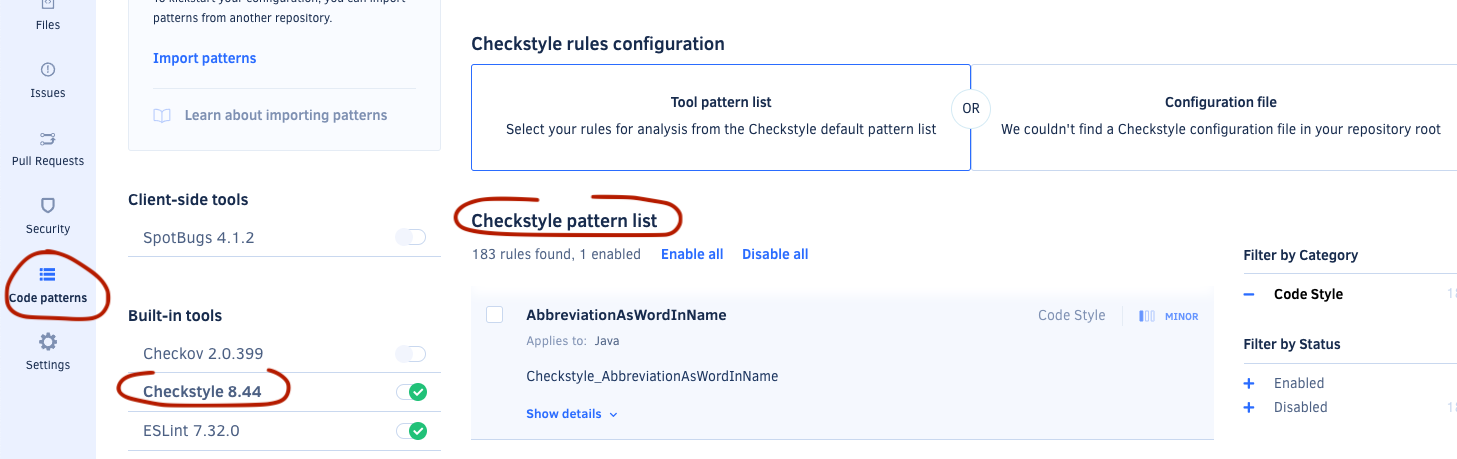 Files
Issues
Pull Requests
Security
Code patterns
Settings
To kickstart your configuration, you can import
patterns from another repository.
Import patterns
Learn about importing patterns
Client-side tools
SpotBugs 4.1.2
Built-in tools
Checkov 2.0.399
Checkstyle 8.44
ESLint 7.32.0
Checkstyle rules configuration
Tool pattern list
Select your rules for analysis from the Checkstyle default pattern list
OR
Configuration file
We couldn't find a Checkstyle configuration file in your repository root
Checkstyle pattern list
183 rules found, 1 enabled Enable all Disable all
AbbreviationAsWordInName Code Style MINOR
Applies to: Java
Checkstyle_AbbreviationAsWordInName
Show details
Filter by Category
Code Style
Filter by Status
Enabled
Disabled